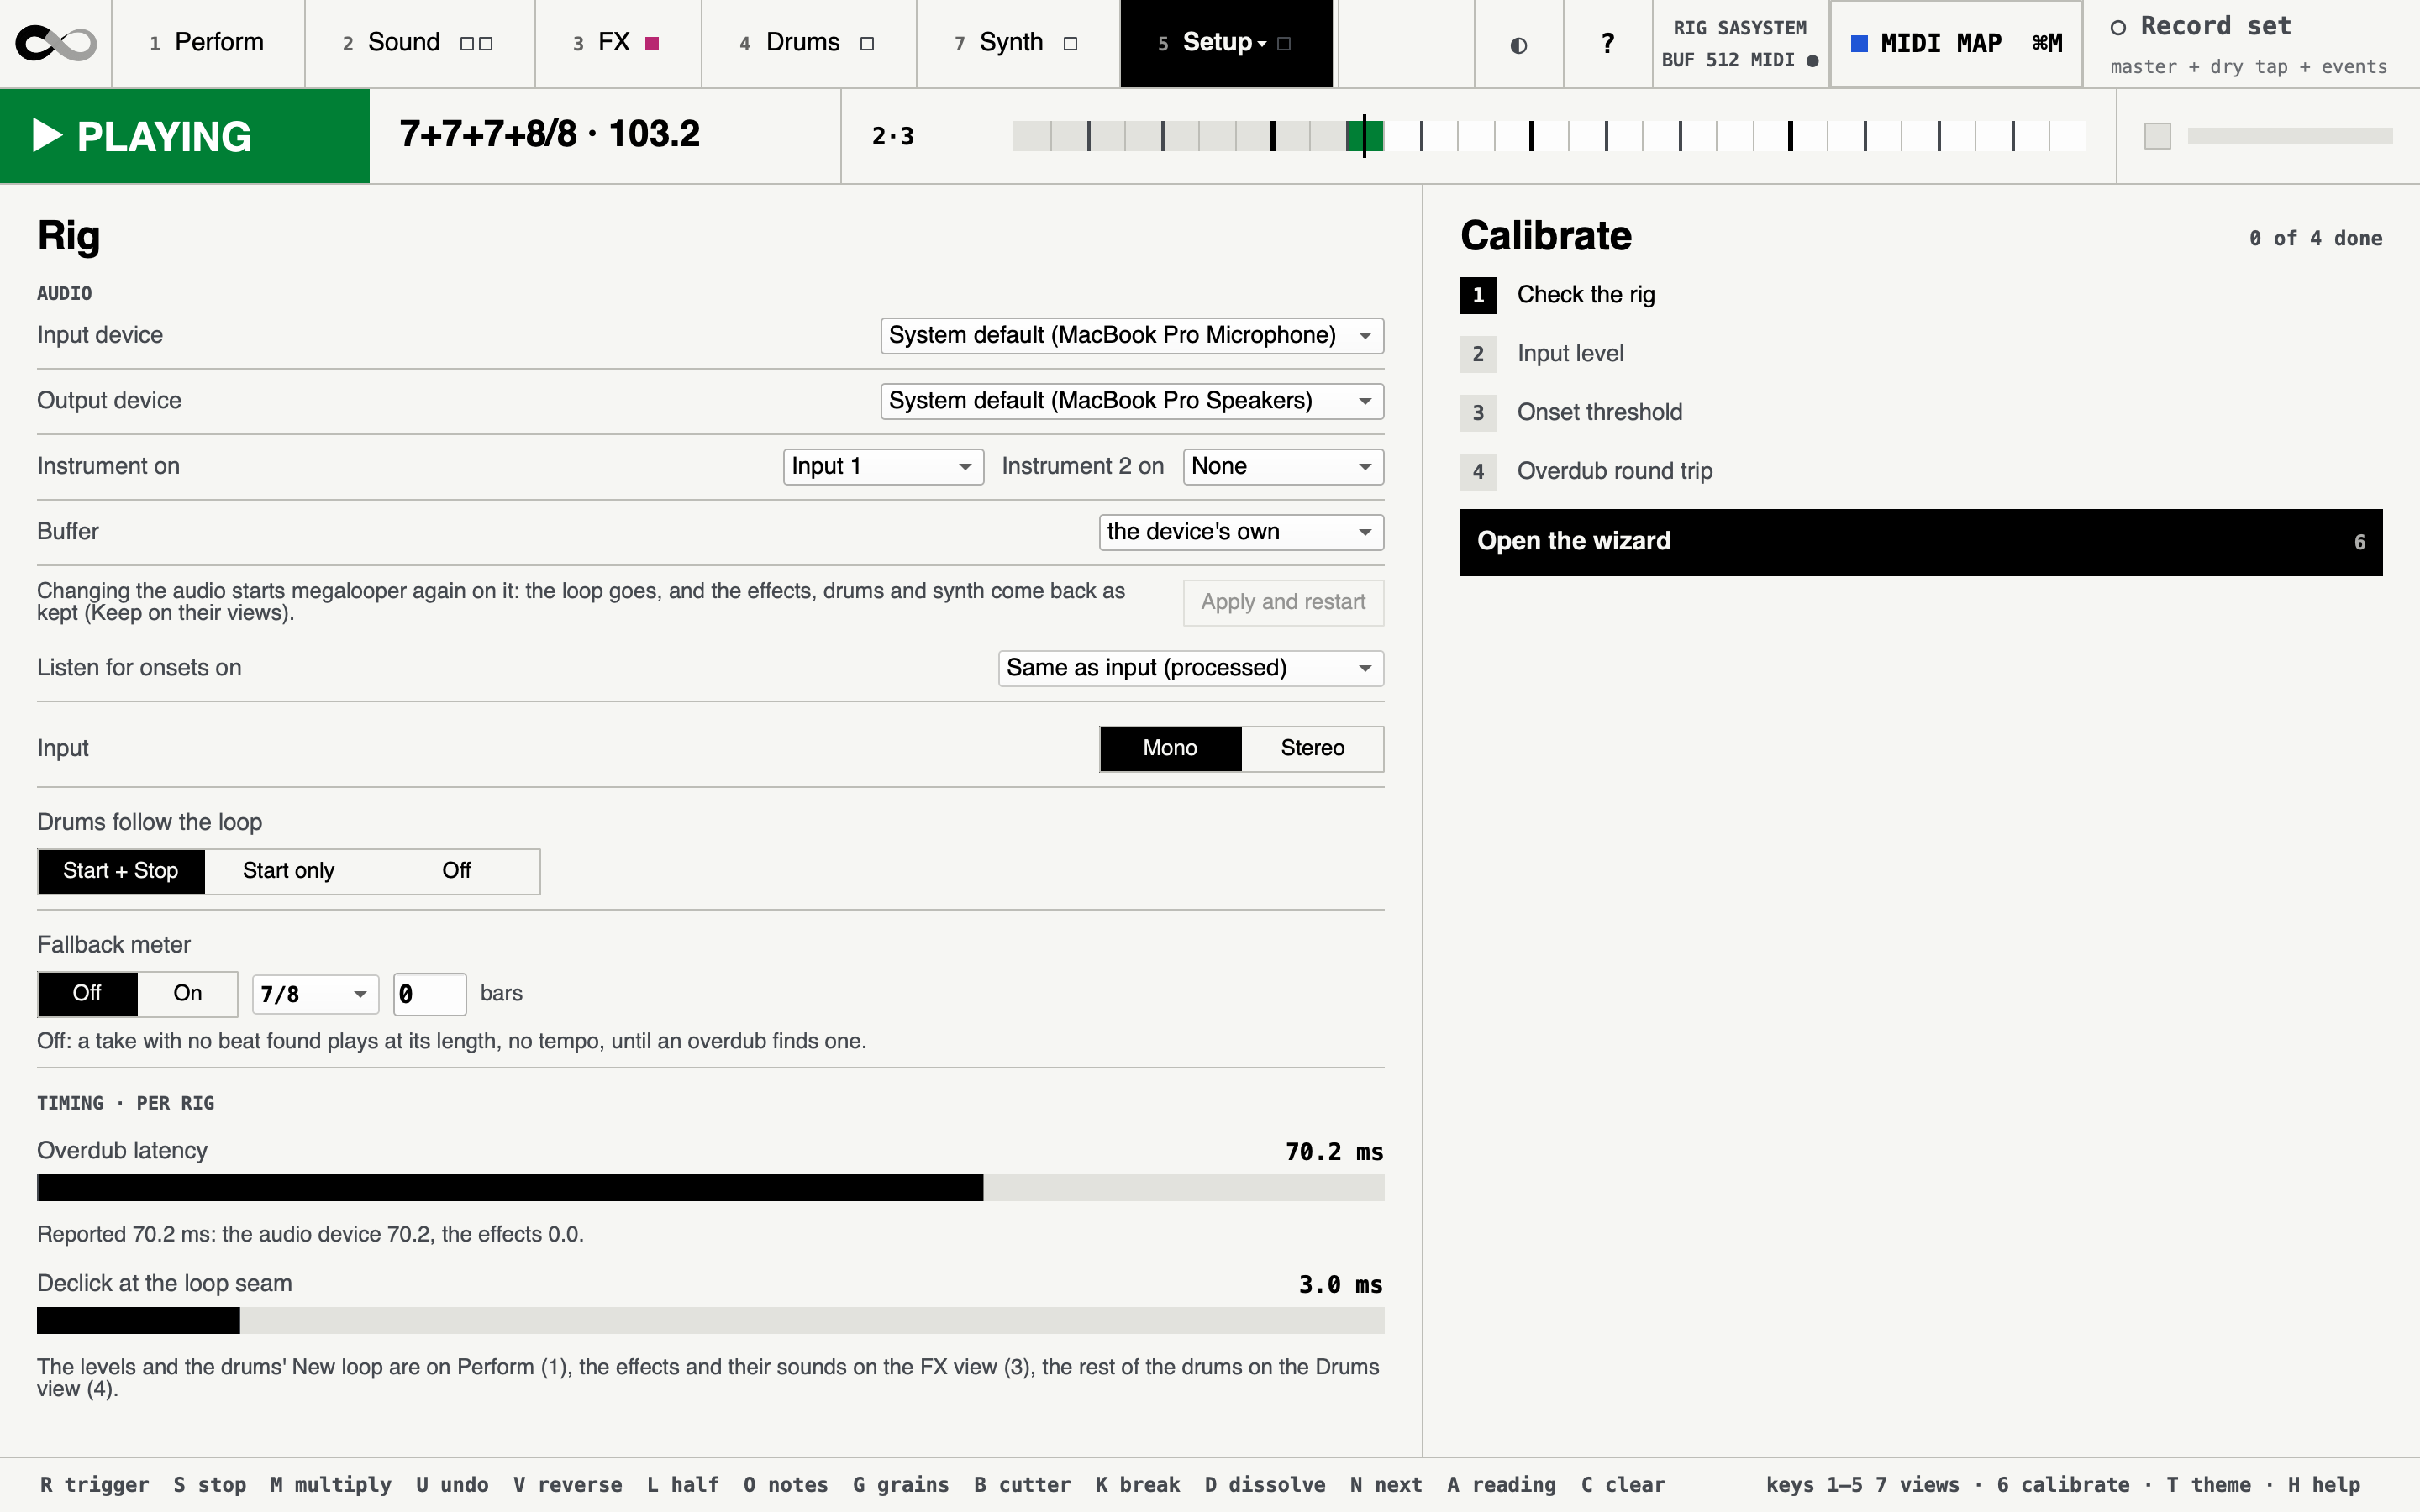 1 Perform
2 Sound
3 FX
4 Drums
7 Synth
5 Setup
?
RIG SASYSTEM
BUF 512 MIDI
MIDI MAP ⌘M
Record set
master + dry tap + events
PLAYING
7+7+7+8/8 · 103.2
2·3
Rig
AUDIO
Input device
System default (MacBook Pro Microphone)
Output device
System default (MacBook Pro Speakers)
Instrument on
Input 1
Instrument 2 on
None
Buffer
the device's own
Changing the audio starts megalooper again on it: the loop goes, and the effects, drums and synth come back as
kept (Keep on their views).
Apply and restart
Listen for onsets on
Same as input (processed)
Input
Mono
Stereo
Drums follow the loop
Start + Stop
Start only
Off
Fallback meter
Off
On
7/8
0
bars
Off: a take with no beat found plays at its length, no tempo, until an overdub finds one.
TIMING · PER RIG
Overdub latency
70.2 ms
Reported 70.2 ms: the audio device 70.2, the effects 0.0.
Declick at the loop seam
3.0 ms
The levels and the drums' New loop are on Perform (1), the effects and their sounds on the FX view (3), the rest of the drums on the Drums
view (4).
Calibrate
0 of 4 done
1 Check the rig
2 Input level
3 Onset threshold
4 Overdub round trip
Open the wizard 6
R trigger S stop M multiply U undo V reverse L half O notes G grains B cutter K break D dissolve N next A reading C clear
keys 1–5 7 views · 6 calibrate · T theme · H help